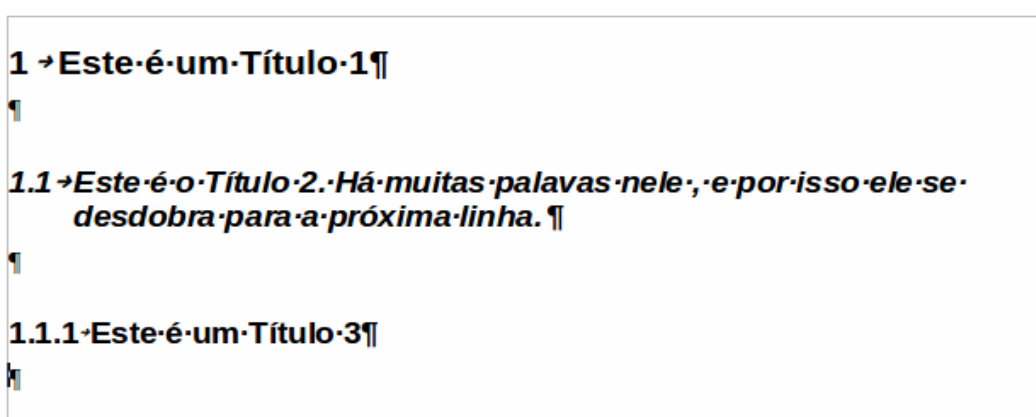 1 →Este·é·um·Título·1¶
¶
1.1→Este·é·o·Título·2.·Há·muitas·palavas·nele·,·e·por·isso·ele·se·
desdobra·para·a·próxima·linha.¶
¶
1.1.1→Este·é·um·Título·3¶
¶